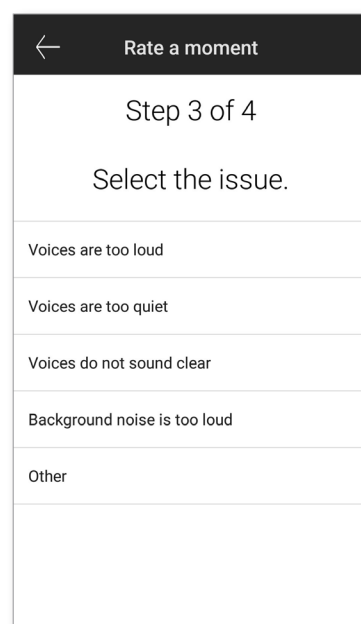 Rate a moment
Step 3 of 4
Select the issue.
Voices are too loud
Voices are too quiet
Voices do not sound clear
Background noise is too loud
Other